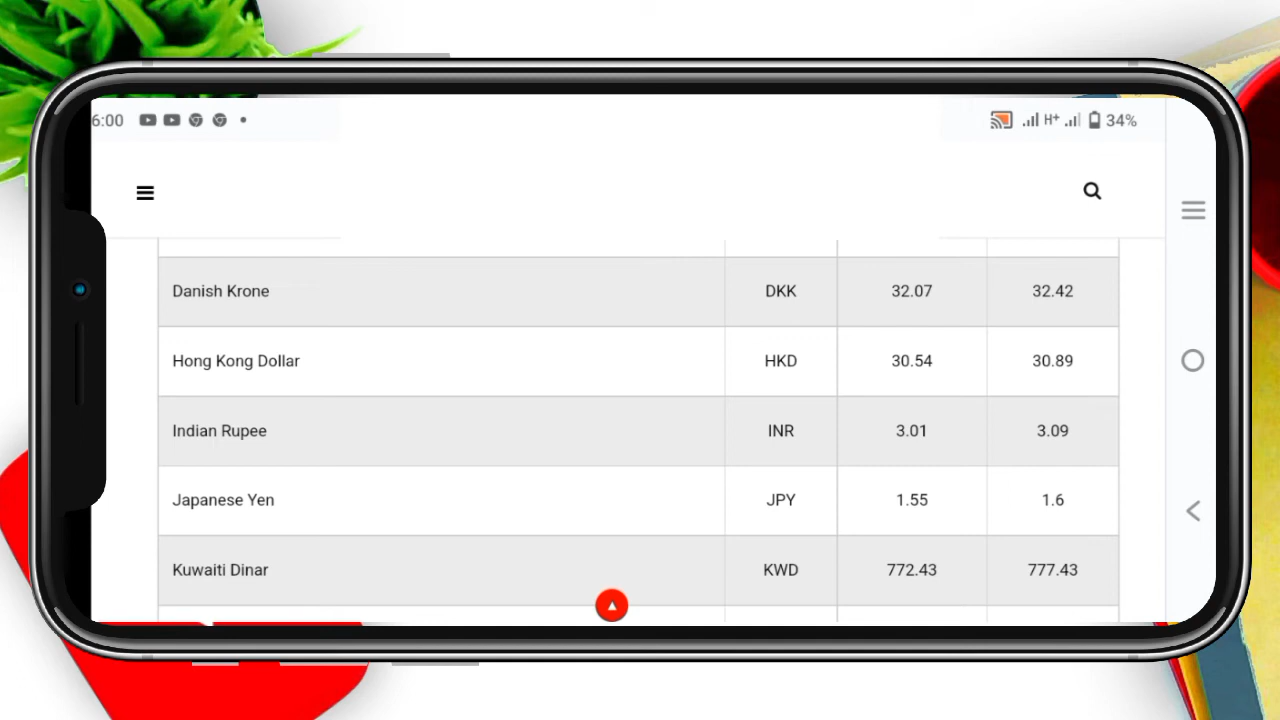 6:00 H+ 34%
Danish Krone DKK 32.07 32.42
Hong Kong Dollar HKD 30.54 30.89
Indian Rupee INR 3.01 3.09
Japanese Yen JPY 1.55 1.6
Kuwaiti Dinar KWD 772.43 777.43